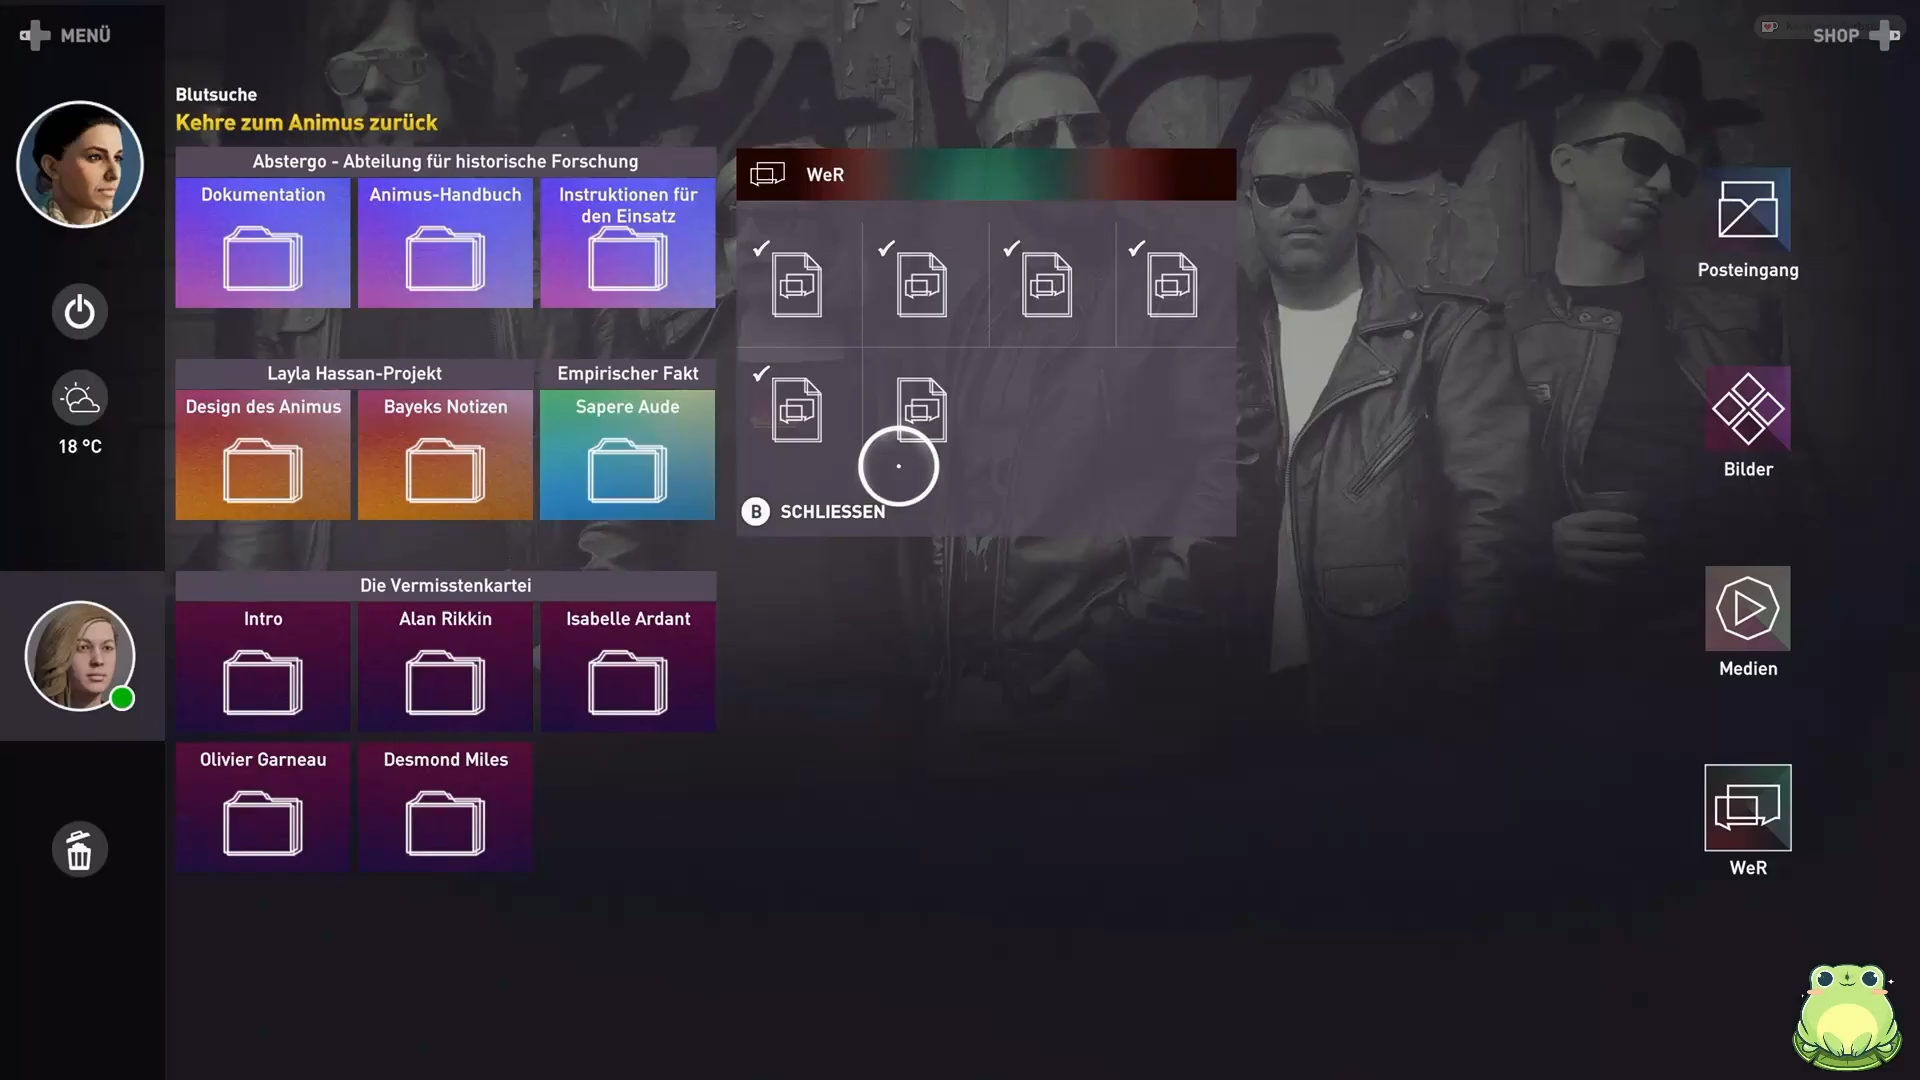 MENÜ
SHOP
Blutsuche
Kehre zum Animus zurück
Abstergo - Abteilung für historische Forschung
Dokumentation
Animus-Handbuch
Instruktionen für
den Einsatz
WeR
Posteingang
Layla Hassan-Projekt
Empirischer Fakt
Design des Animus
Bayeks Notizen
Sapere Aude
18 °C
Bilder
B SCHLIESSEN
Die Vermisstenkartei
Intro
Alan Rikkin
Isabelle Ardant
Medien
Olivier Garneau
Desmond Miles
WeR